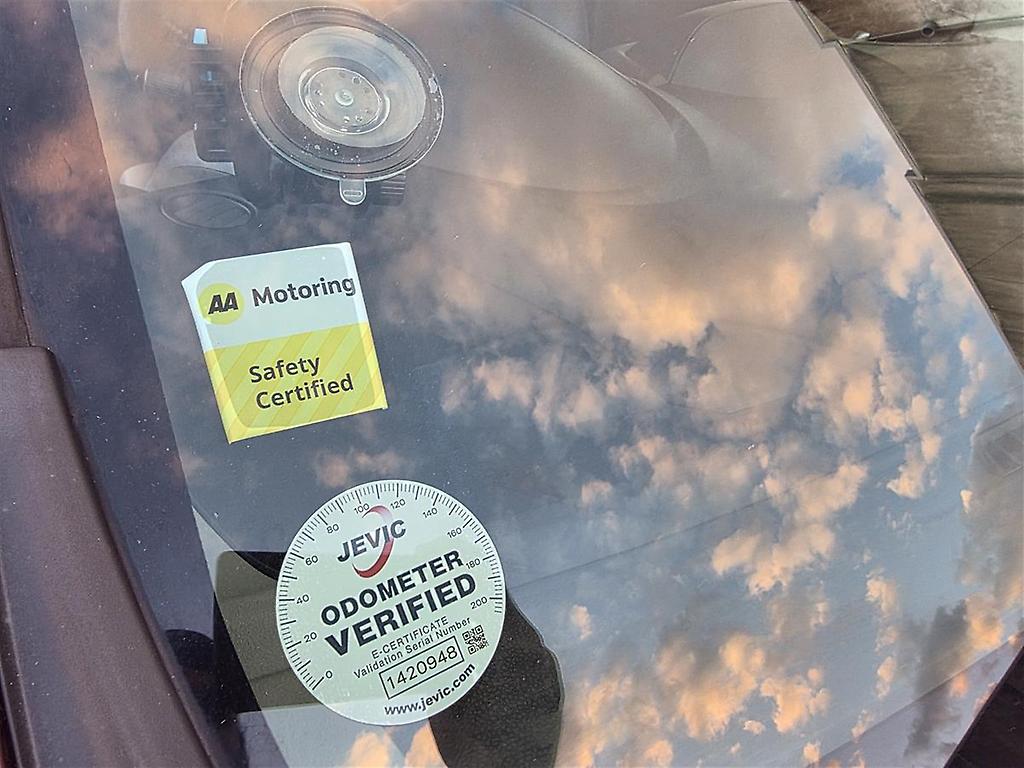 AA Motoring
Safety
Certified
0 20 40 60 80 100 120 140 160 180 200
JEVIC
ODOMETER
VERIFIED
E-CERTIFICATE
Validation Serial Number
1420948
www.jevic.com